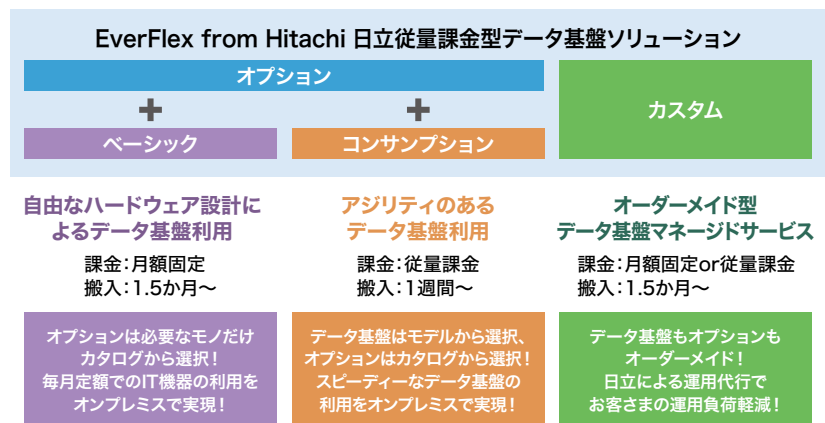 EverFlex from Hitachi 日立従量課金型データ基盤ソリューション
オプション
カスタム
+
+
ベーシック
コンサンプション
自由なハードウェア設計に
よるデータ基盤利用
課金：月額固定
搬入：1.5か月～
オプションは必要なモノだけ
カタログから選択！
毎月定額でのIT機器の利用を
オンプレミスで実現！
アジリティのある
データ基盤利用
課金：従量課金
搬入：1週間～
データ基盤はモデルから選択、
オプションはカタログから選択！
スピーディーなデータ基盤の
利用をオンプレミスで実現！
オーダーメイド型
データ基盤マネージドサービス
課金：月額固定or従量課金
搬入：1.5か月～
データ基盤もオプションも
オーダーメイド！
日立による運用代行で
お客さまの運用負荷軽減！